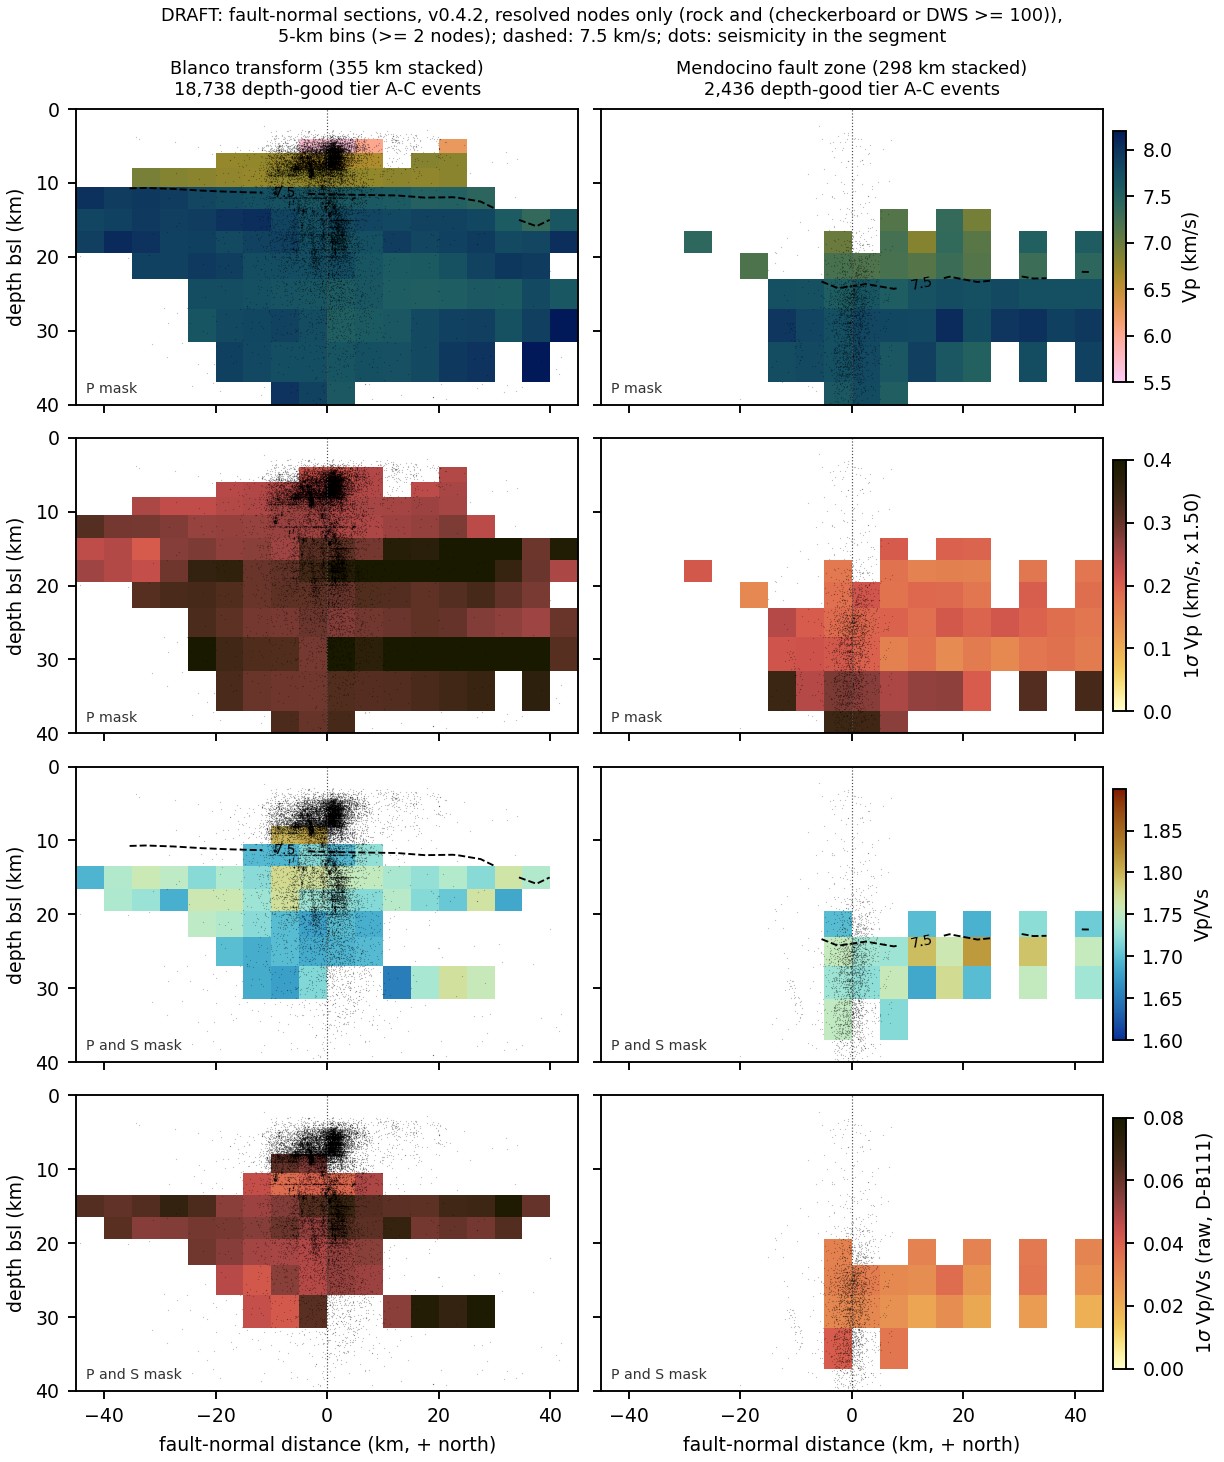 DRAFT: fault-normal sections, v0.4.2, resolved nodes only (rock and (checkerboard or DWS >= 100)),
5-km bins (>= 2 nodes); dashed: 7.5 km/s; dots: seismicity in the segment
Blanco transform (355 km stacked)
18,738 depth-good tier A-C events
Mendocino fault zone (298 km stacked)
2,436 depth-good tier A-C events
0
10
20
30
40
depth bsl (km)
7.5
P mask
7.5
P mask
8.0
7.5
7.0
6.5
6.0
5.5
Vp (km/s)
0
10
20
30
40
depth bsl (km)
P mask
P mask
0.4
0.3
0.2
0.1
0.0
1σ Vp (km/s, x1.50)
0
10
20
30
40
depth bsl (km)
7.5
P and S mask
7.5
P and S mask
1.85
1.80
1.75
1.70
1.65
1.60
Vp/Vs
0
10
20
30
40
depth bsl (km)
P and S mask
P and S mask
0.08
0.06
0.04
0.02
0.00
1σ Vp/Vs (raw, D-B111)
−40 −20 0 20 40
fault-normal distance (km, + north)
−40 −20 0 20 40
fault-normal distance (km, + north)